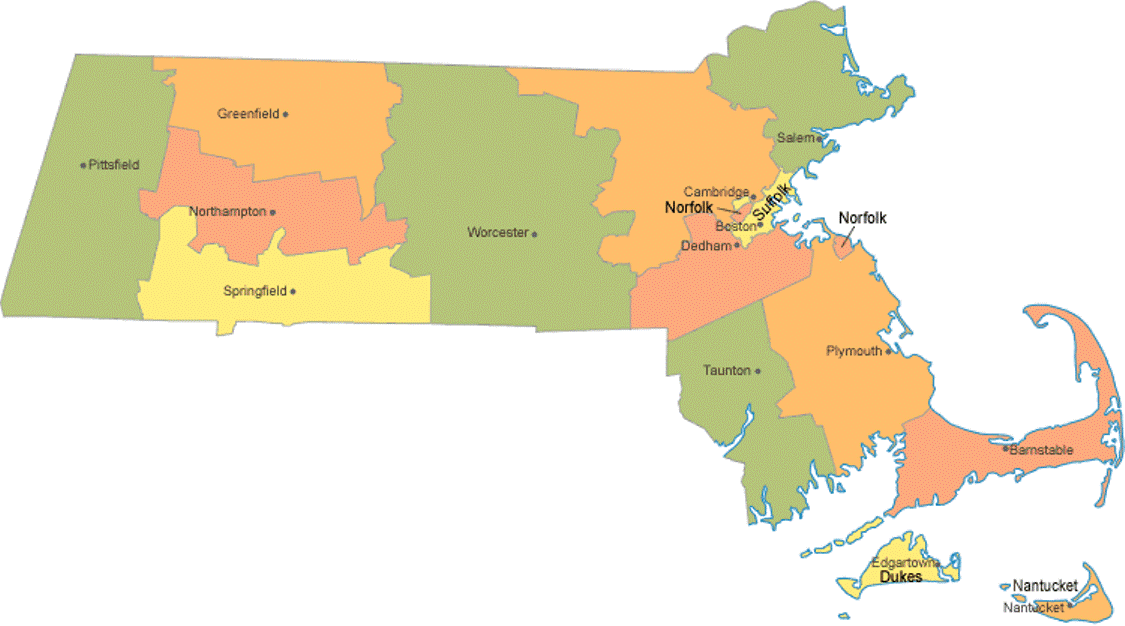 Greenfield
Salem
Pittsfield
Cambridge
Suffolk
Norfolk
Northampton
Norfolk
Boston
Worcester
Dedham
Springfield
Plymouth
Taunton
Barnstable
Edgartown
Dukes
Nantucket
Nantucket